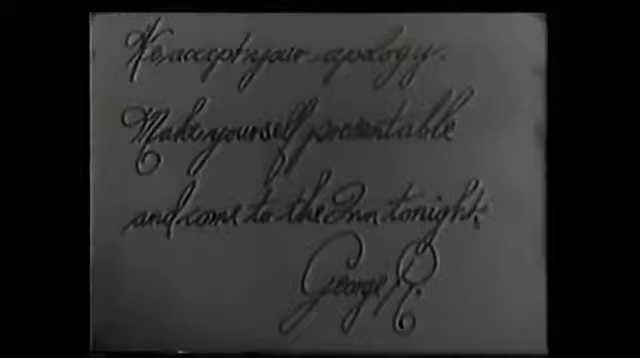 We accept your apology.
Make yourself presentable
and come to the Inn tonight.
George R.